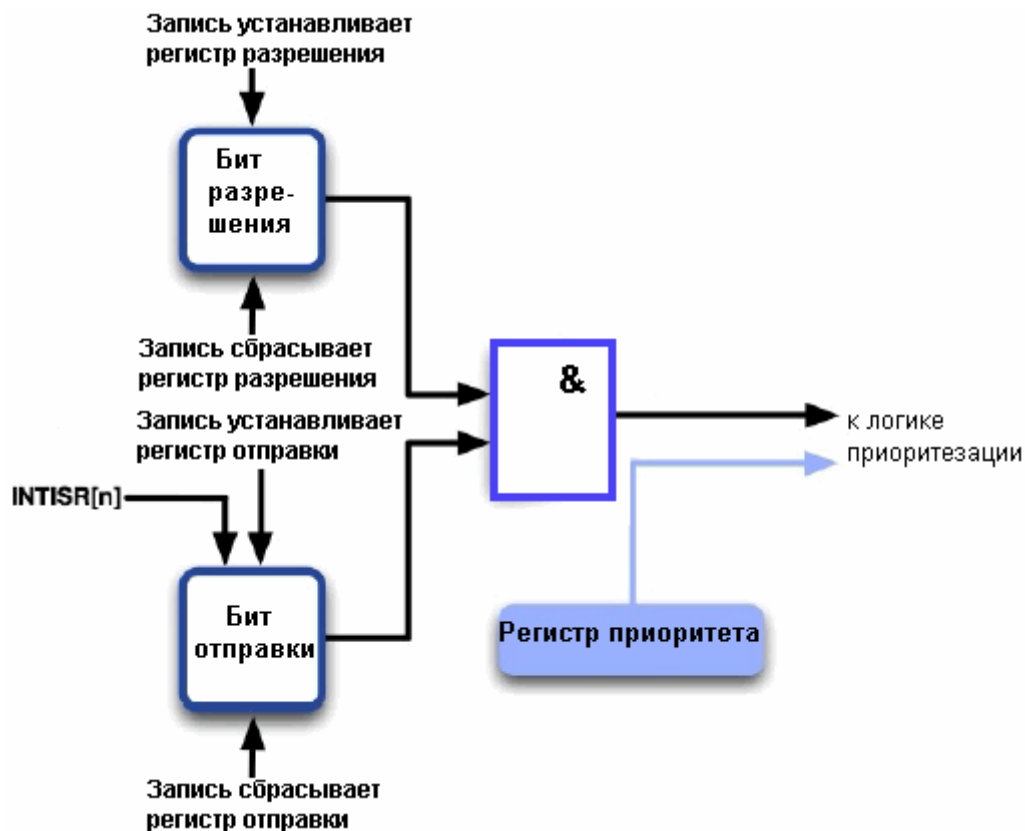 Запись устанавливает
регистр разрешения
Бит
разре-
шения
Запись сбрасывает
регистр разрешения
Запись устанавливает
регистр отправки
&
к логике
приоритезации
INTISR[n]
Бит
отправки
Регистр приоритета
Запись сбрасывает
регистр отправки